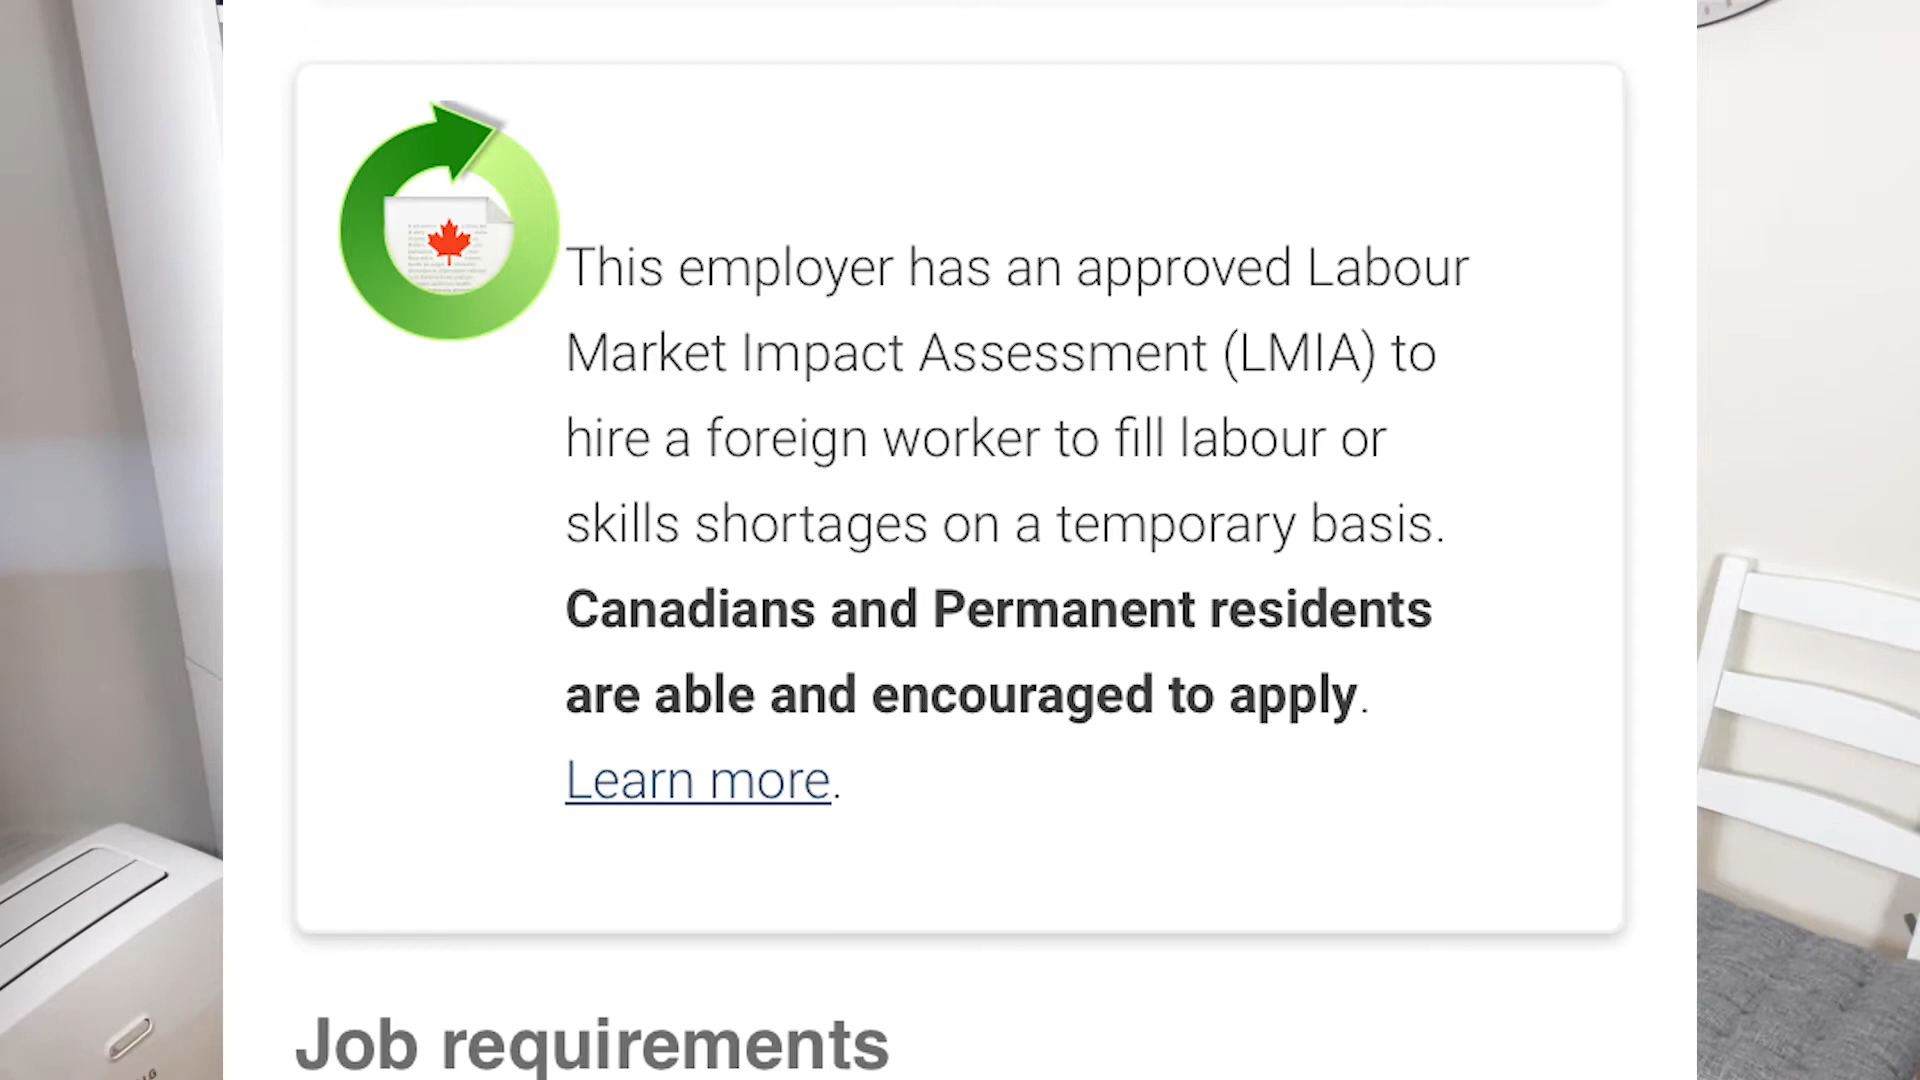 This employer has an approved Labour
Market Impact Assessment (LMIA) to
hire a foreign worker to fill labour or
skills shortages on a temporary basis.
Canadians and Permanent residents
are able and encouraged to apply.
Learn more.
Job requirements